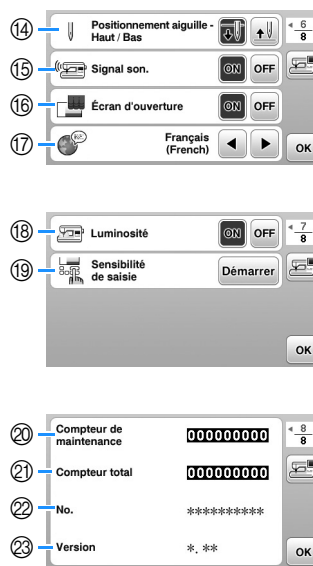 ⑭ Positionnement aiguille - 6
Haut / Bas 8
⑮ Signal son. ON OFF
⑯ Écran d'ouverture ON OFF
⑰ Français
(French) OK
⑱ Luminosité ON OFF 7
8
⑲ Sensibilité
de saisie Démarrer
OK
⑳ Compteur de
maintenance 000000000 8
8
㉑ Compteur total 000000000
㉒ No. **********
㉓ Version *.** OK